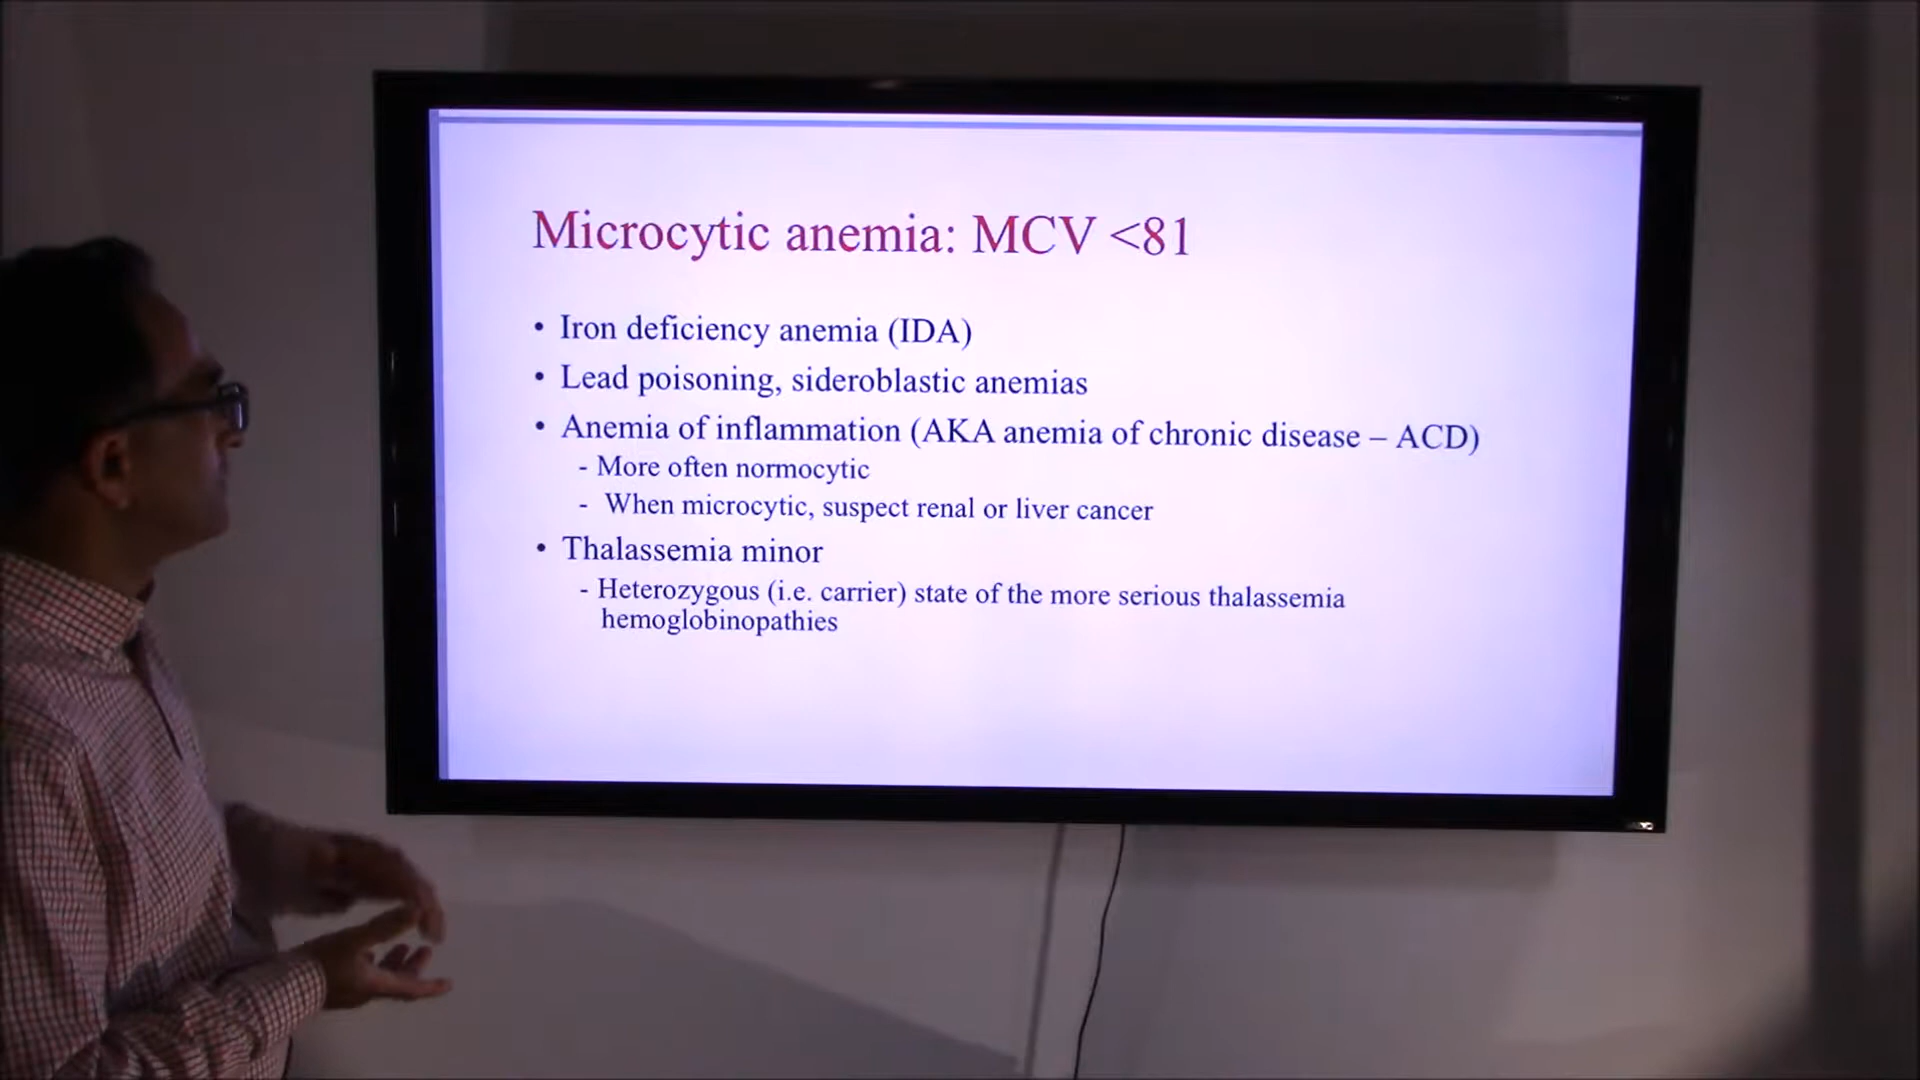 Microcytic anemia: MCV <81
• Iron deficiency anemia (IDA)
• Lead poisoning, sideroblastic anemias
• Anemia of inflammation (AKA anemia of chronic disease – ACD)
- More often normocytic
- When microcytic, suspect renal or liver cancer
• Thalassemia minor
- Heterozygous (i.e. carrier) state of the more serious thalassemia
hemoglobinopathies